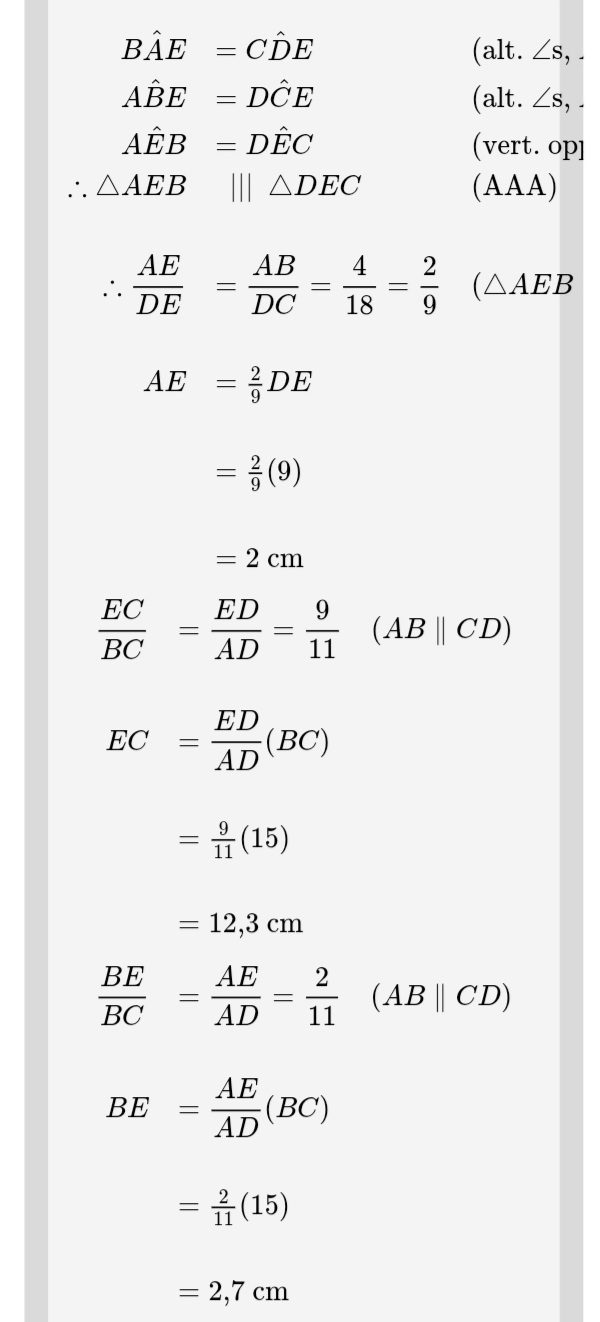 BÂE = CD̂E (alt. ∠s,
AB̂E = DĈE (alt. ∠s,
AÊB = DÊC (vert.
∴ △AEB ||| △DEC (AAA)
∴ AE/DE = AB/DC = 4/18 = 2/9 (△AEB
AE = 2/9 DE
= 2/9 (9)
= 2 cm
EC/BC = ED/AD = 9/11 (AB ∥ CD)
EC = ED/AD (BC)
= 9/11 (15)
= 12,3 cm
BE/BC = AE/AD = 2/11 (AB ∥ CD)
BE = AE/AD (BC)
= 2/11 (15)
= 2,7 cm